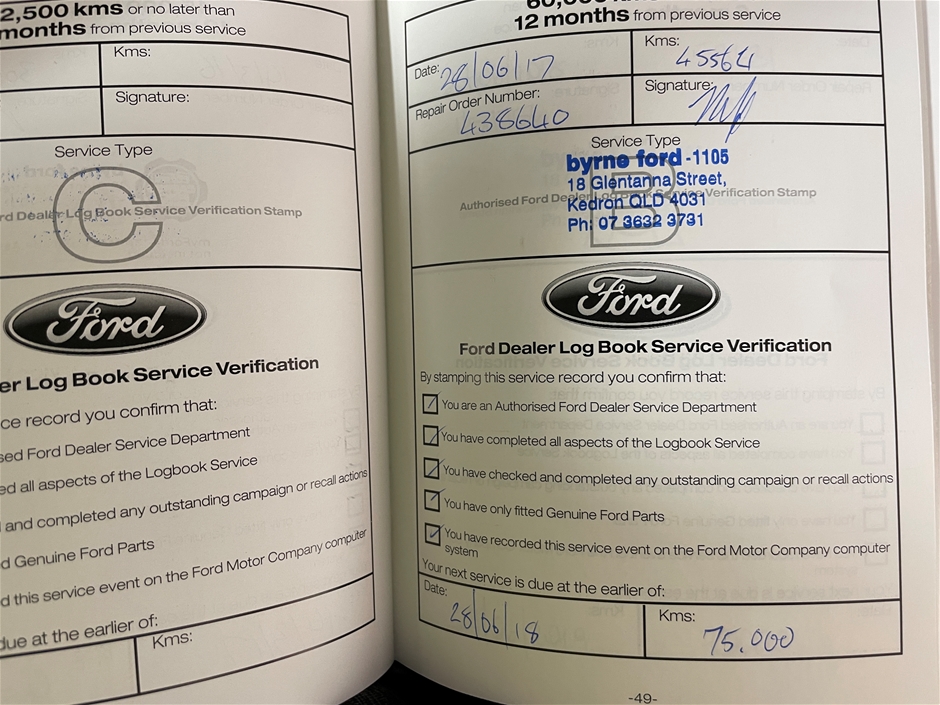 2,500 kms or no later than
months from previous service
Kms:
Signature:
Service Type
C
Dealer Log Book Service Verification Stamp
Ford
Log Book Service Verification
record you confirm that:
Ford Dealer Service Department
all aspects of the Logbook Service
and completed any outstanding campaign or recall actions
Genuine Ford Parts
this service event on the Ford Motor Company computer
due at the earlier of:
Kms:
12 months from previous service
Date: 28/06/17
Kms: 45564
Repair Order Number: 438640
Signature:
Service Type
byrne ford -1105
18 Glentanna Street,
Authorised Ford Dealer Log Book Service Verification Stamp
Kedron QLD 4031
Ph: 07 3632 3731
B
Ford
Ford Dealer Log Book Service Verification
By stamping this service record you confirm that:
You are an Authorised Ford Dealer Service Department
You have completed all aspects of the Logbook Service
You have checked and completed any outstanding campaign or recall actions
You have only fitted Genuine Ford Parts
You have recorded this service event on the Ford Motor Company computer
system
Your next service is due at the earlier of:
Date: 28/06/18
Kms: 75.000
-49-